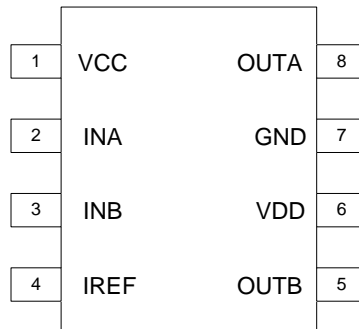 1 VCC OUTA 8
2 INA GND 7
3 INB VDD 6
4 IREF OUTB 5